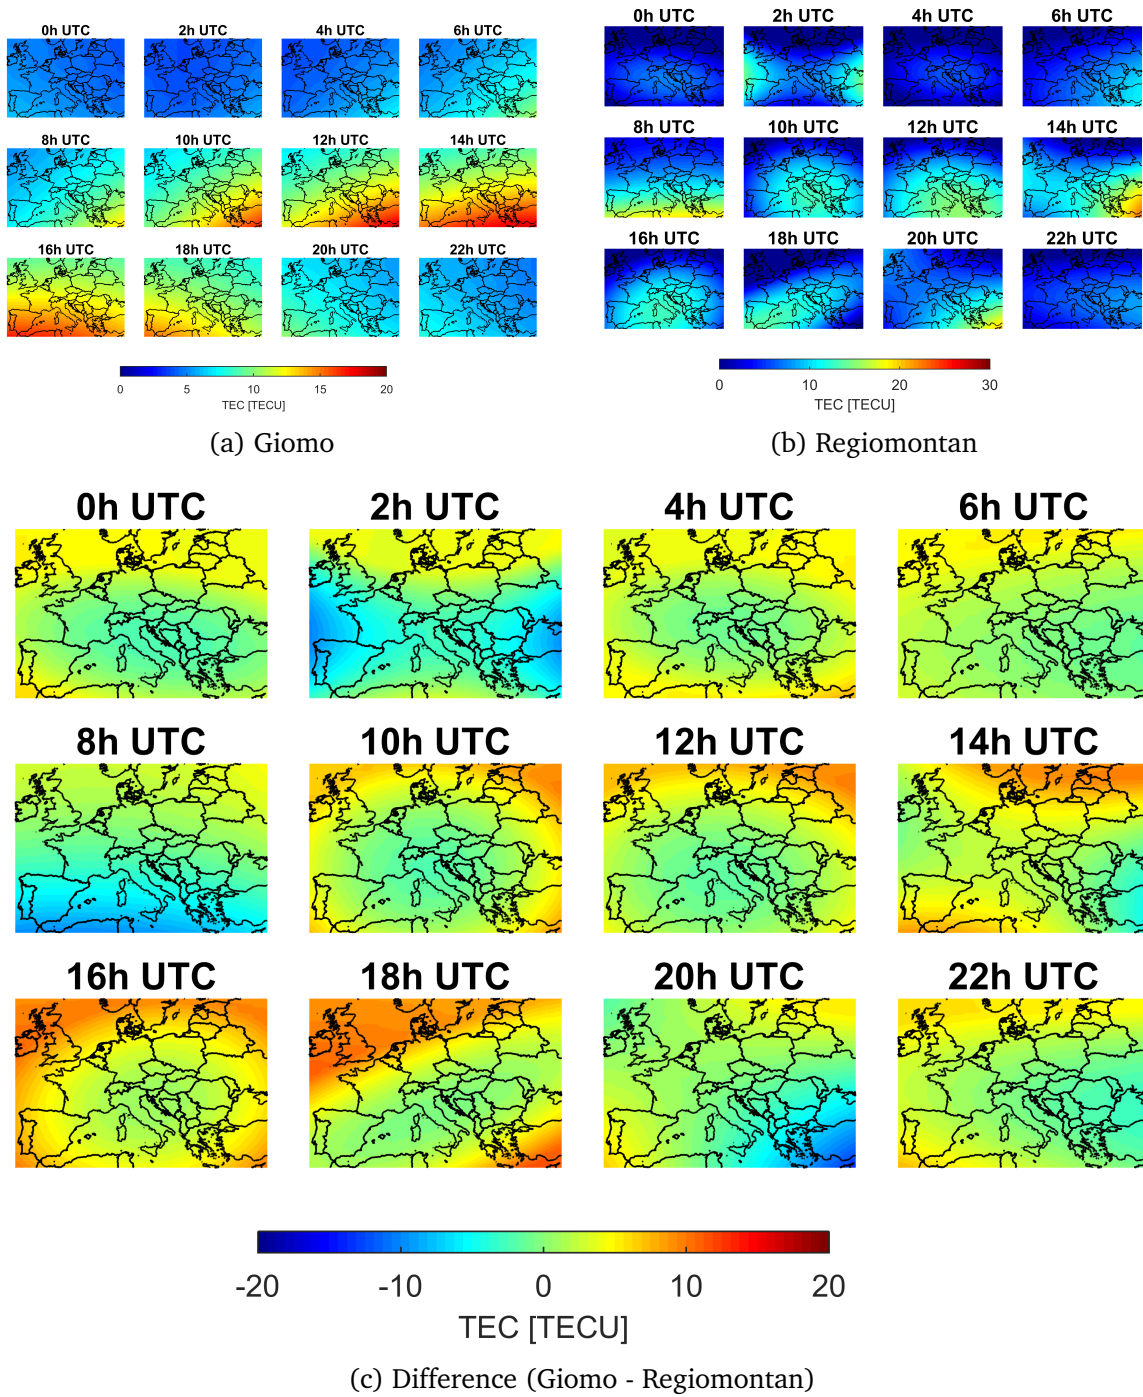 0h UTC 2h UTC 4h UTC 6h UTC
8h UTC 10h UTC 12h UTC 14h UTC
16h UTC 18h UTC 20h UTC 22h UTC
0 5 10 15 20
TEC [TECU]
(a) Giomo
0h UTC 2h UTC 4h UTC 6h UTC
8h UTC 10h UTC 12h UTC 14h UTC
16h UTC 18h UTC 20h UTC 22h UTC
0 10 20 30
TEC [TECU]
(b) Regiomontan
0h UTC 2h UTC 4h UTC 6h UTC
8h UTC 10h UTC 12h UTC 14h UTC
16h UTC 18h UTC 20h UTC 22h UTC
-20 -10 0 10 20
TEC [TECU]
(c) Difference (Giomo - Regiomontan)